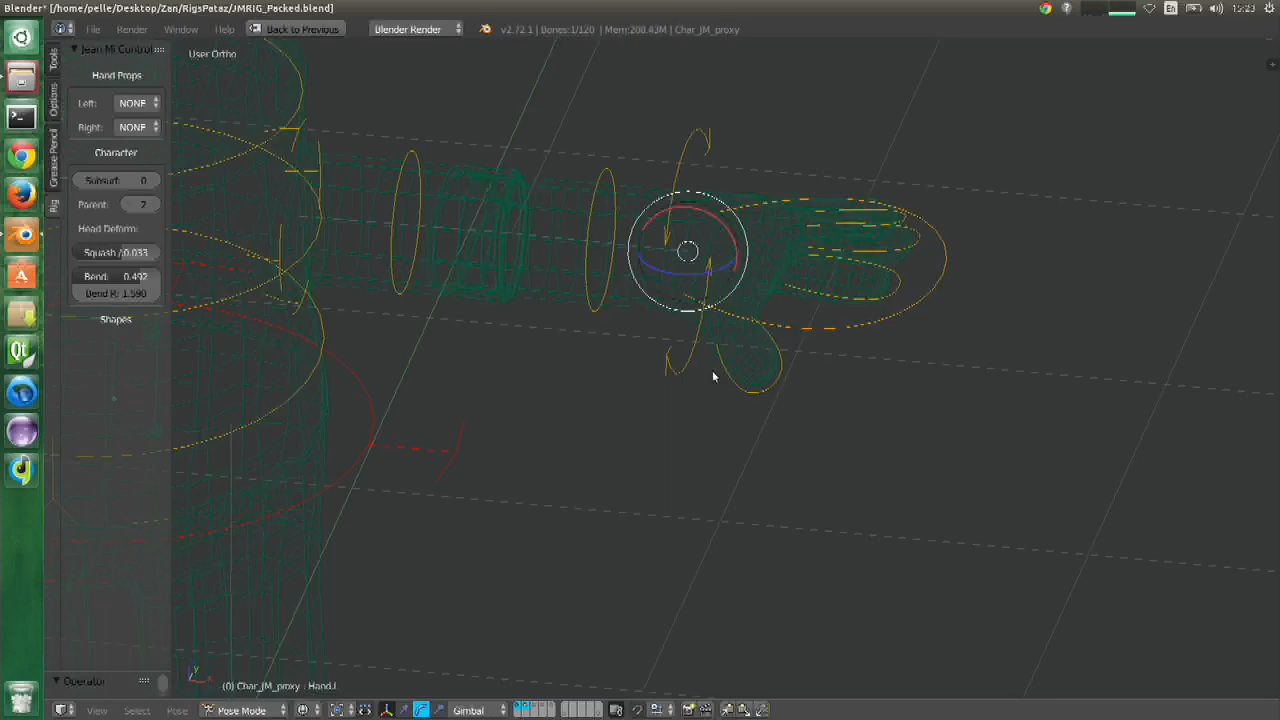 Blender* [/home/pelle/Desktop/Zan/RigsPataz/JMRIG_Packed.blend]
En 15:23
File Render Window Help Back to Previous Blender Render v2.72.1 | Bones:1/120 | Mem:208.43M | Char_JM_proxy
Tools
Options
Grease Pencil
Rig
Jean Mi Control
User Ortho
Hand Props
Left: NONE
Right: NONE
Character
Subsurf: 0
Parent: 2
Head Deform:
Squash /:0.033
Bend: 0.492
Bend R: 1.590
Shapes
y
x
Operator
(0) Char_JM_proxy : Hand.L
View Select Pose Pose Mode Gimbal